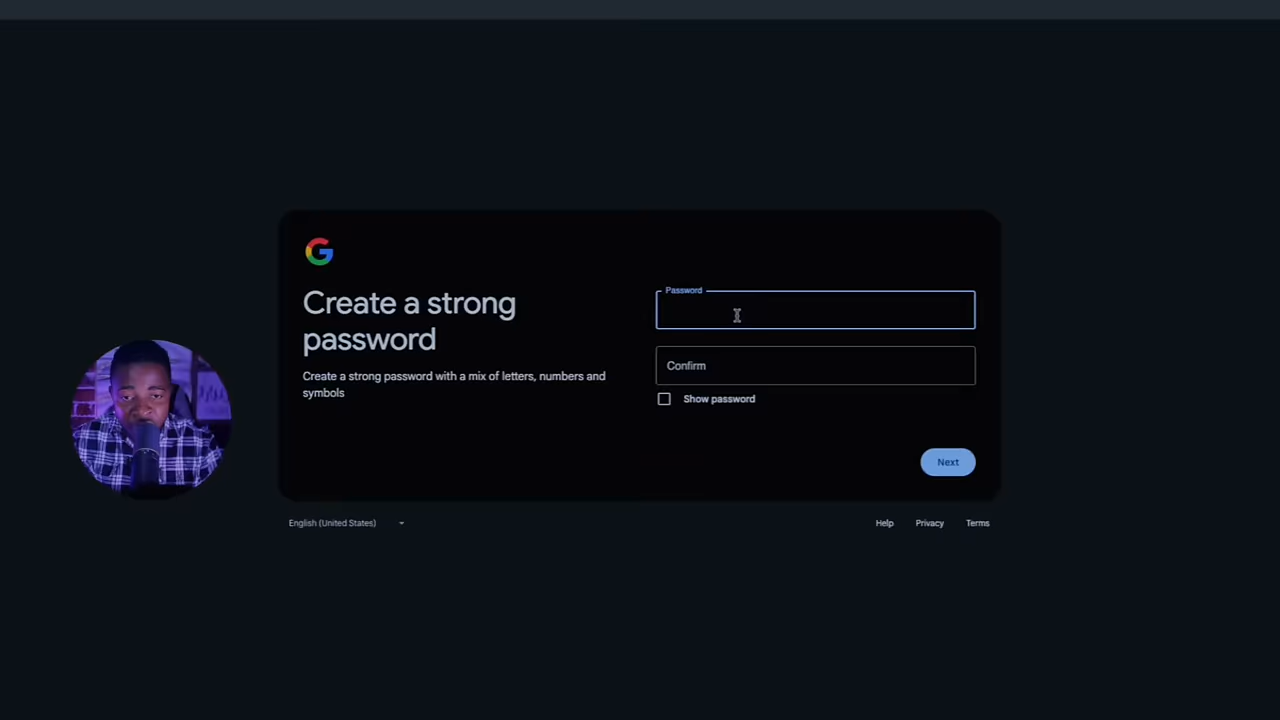 Create a strong
password
Create a strong password with a mix of letters, numbers and
symbols
Password
Confirm
Show password
Next
English (United States)
Help
Privacy
Terms